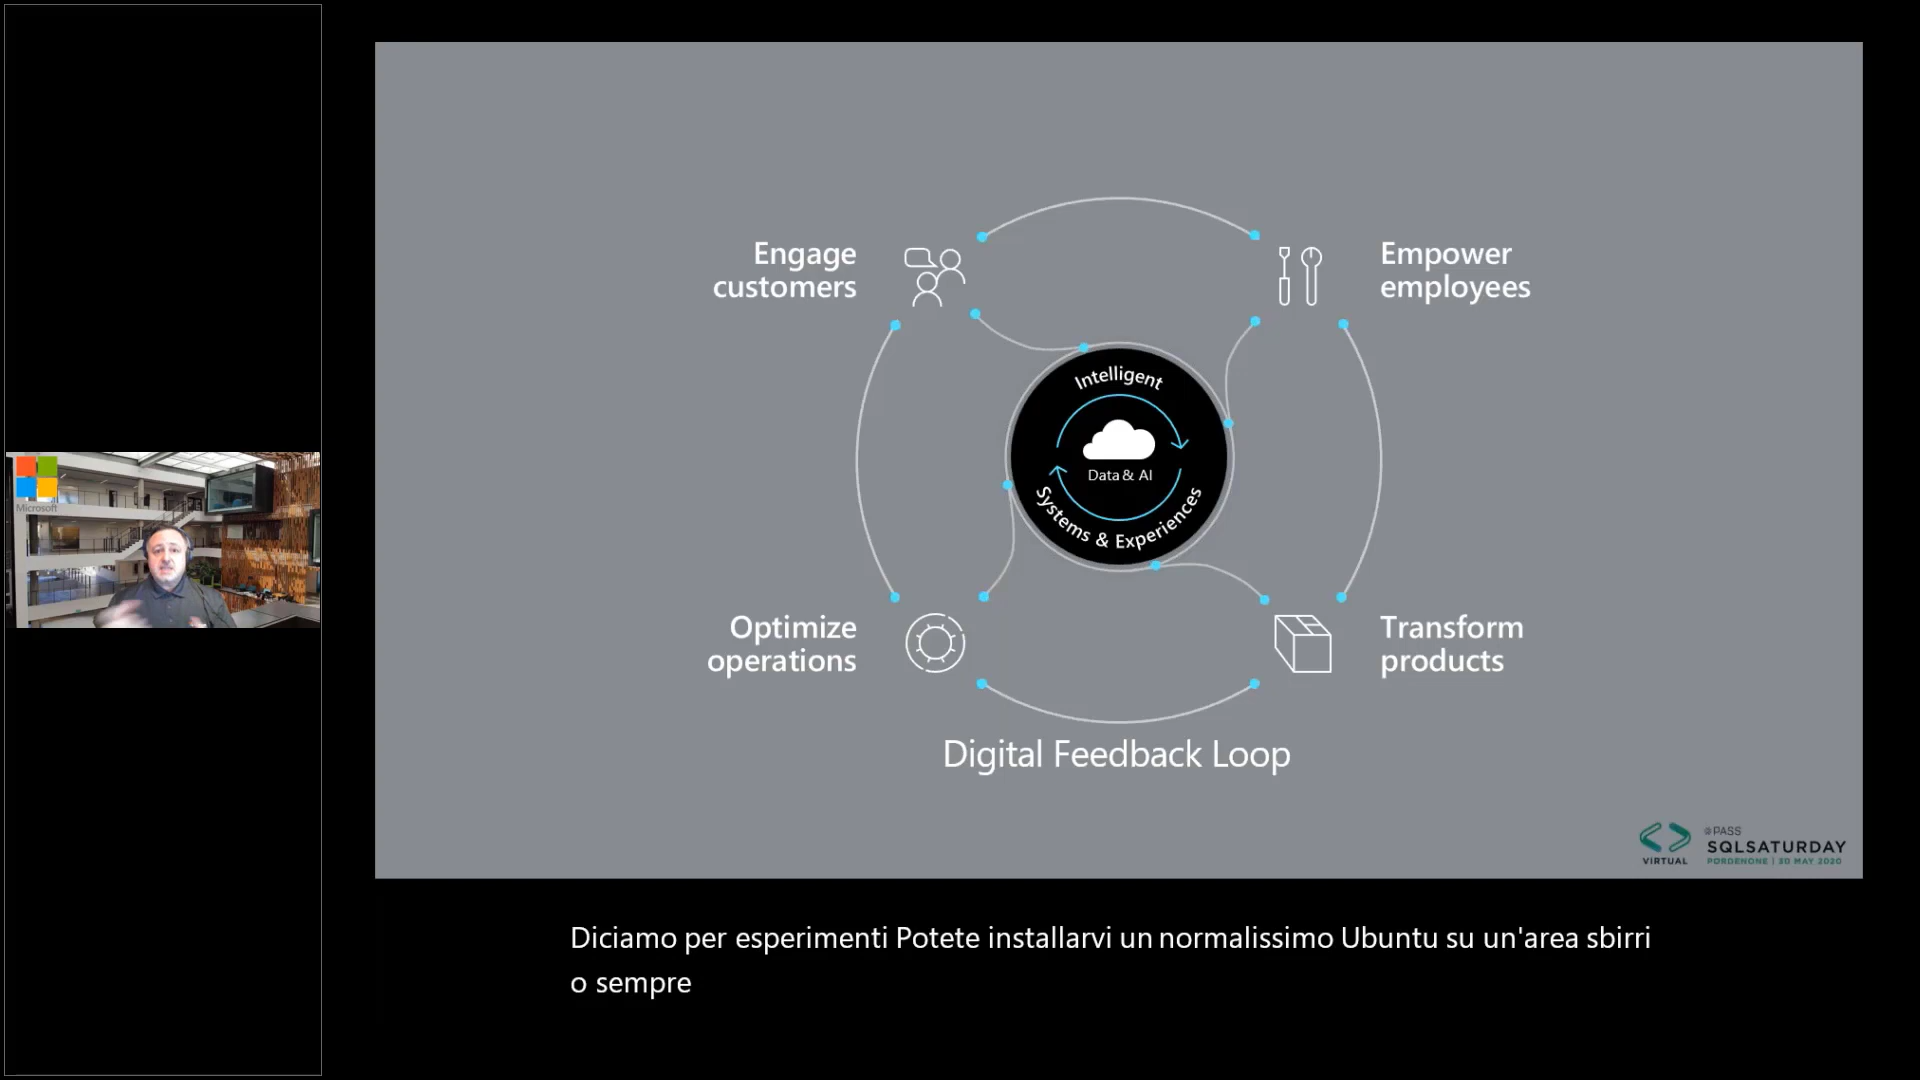 Microsoft
Engage
customers
Empower
employees
Intelligent
Data & AI
Systems & Experiences
Optimize
operations
Transform
products
Digital Feedback Loop
VIRTUAL
@PASS
SQLSATURDAY
PORDENONE | 30 MAY 2020
Diciamo per esperimenti Potete installarvi un normalissimo Ubuntu su un'area sbirri
o sempre